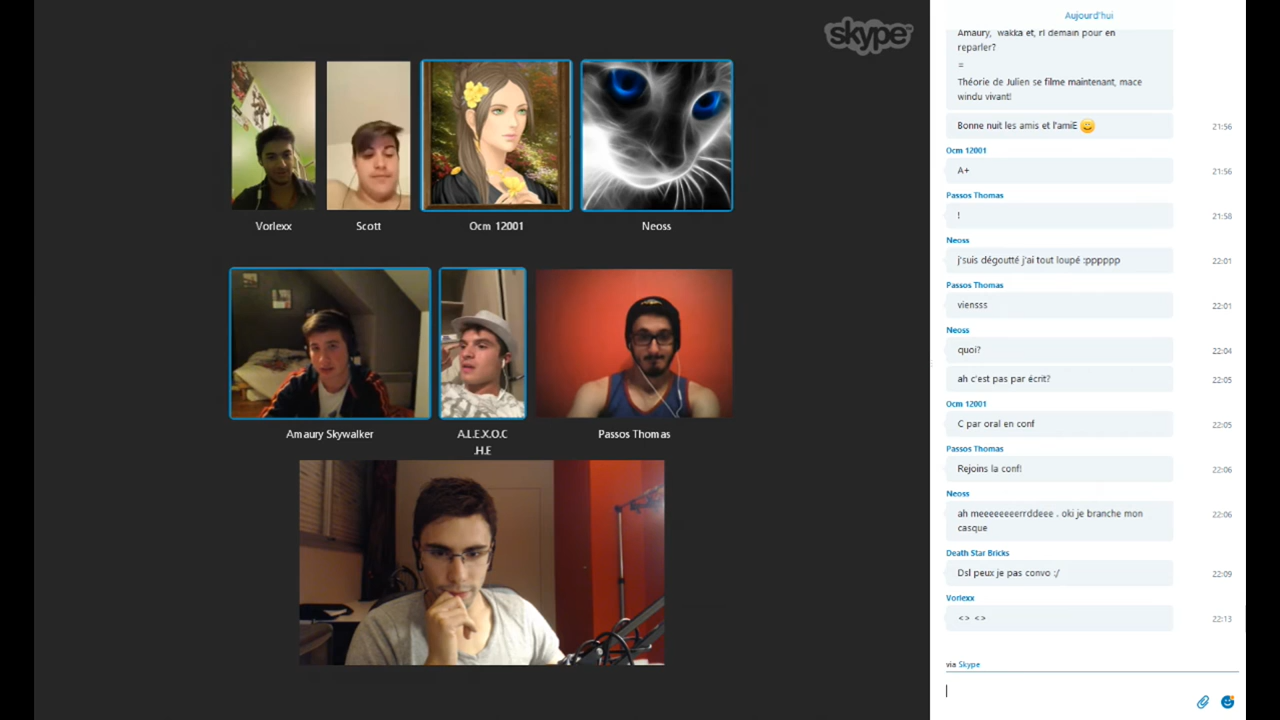 skype
Vorlexx
Scott
Ocm 12001
Neoss
Amaury Skywalker
A.L.E.X.O.C
.H.E
Passos Thomas
Aujourd'hui
Amaury, wakka et, rl demain pour en
reparler?
=
Théorie de Julien se filme maintenant, mace
windu vivant!
Bonne nuit les amis et l'amiE
21:56
Ocm 12001
A+
21:56
Passos Thomas
!
21:58
Neoss
j'suis dégoutté j'ai tout loupé :pppppp
22:01
Passos Thomas
viensss
22:01
Neoss
quoi?
22:04
ah c'est pas par écrit?
22:05
Ocm 12001
C par oral en conf
22:05
Passos Thomas
Rejoins la conf!
22:06
Neoss
ah meeeeeeeerrddeee . oki je branche mon
casque
22:06
Death Star Bricks
Dsl peux je pas convo :/
22:09
Vorlexx
<> <>
22:13
via Skype